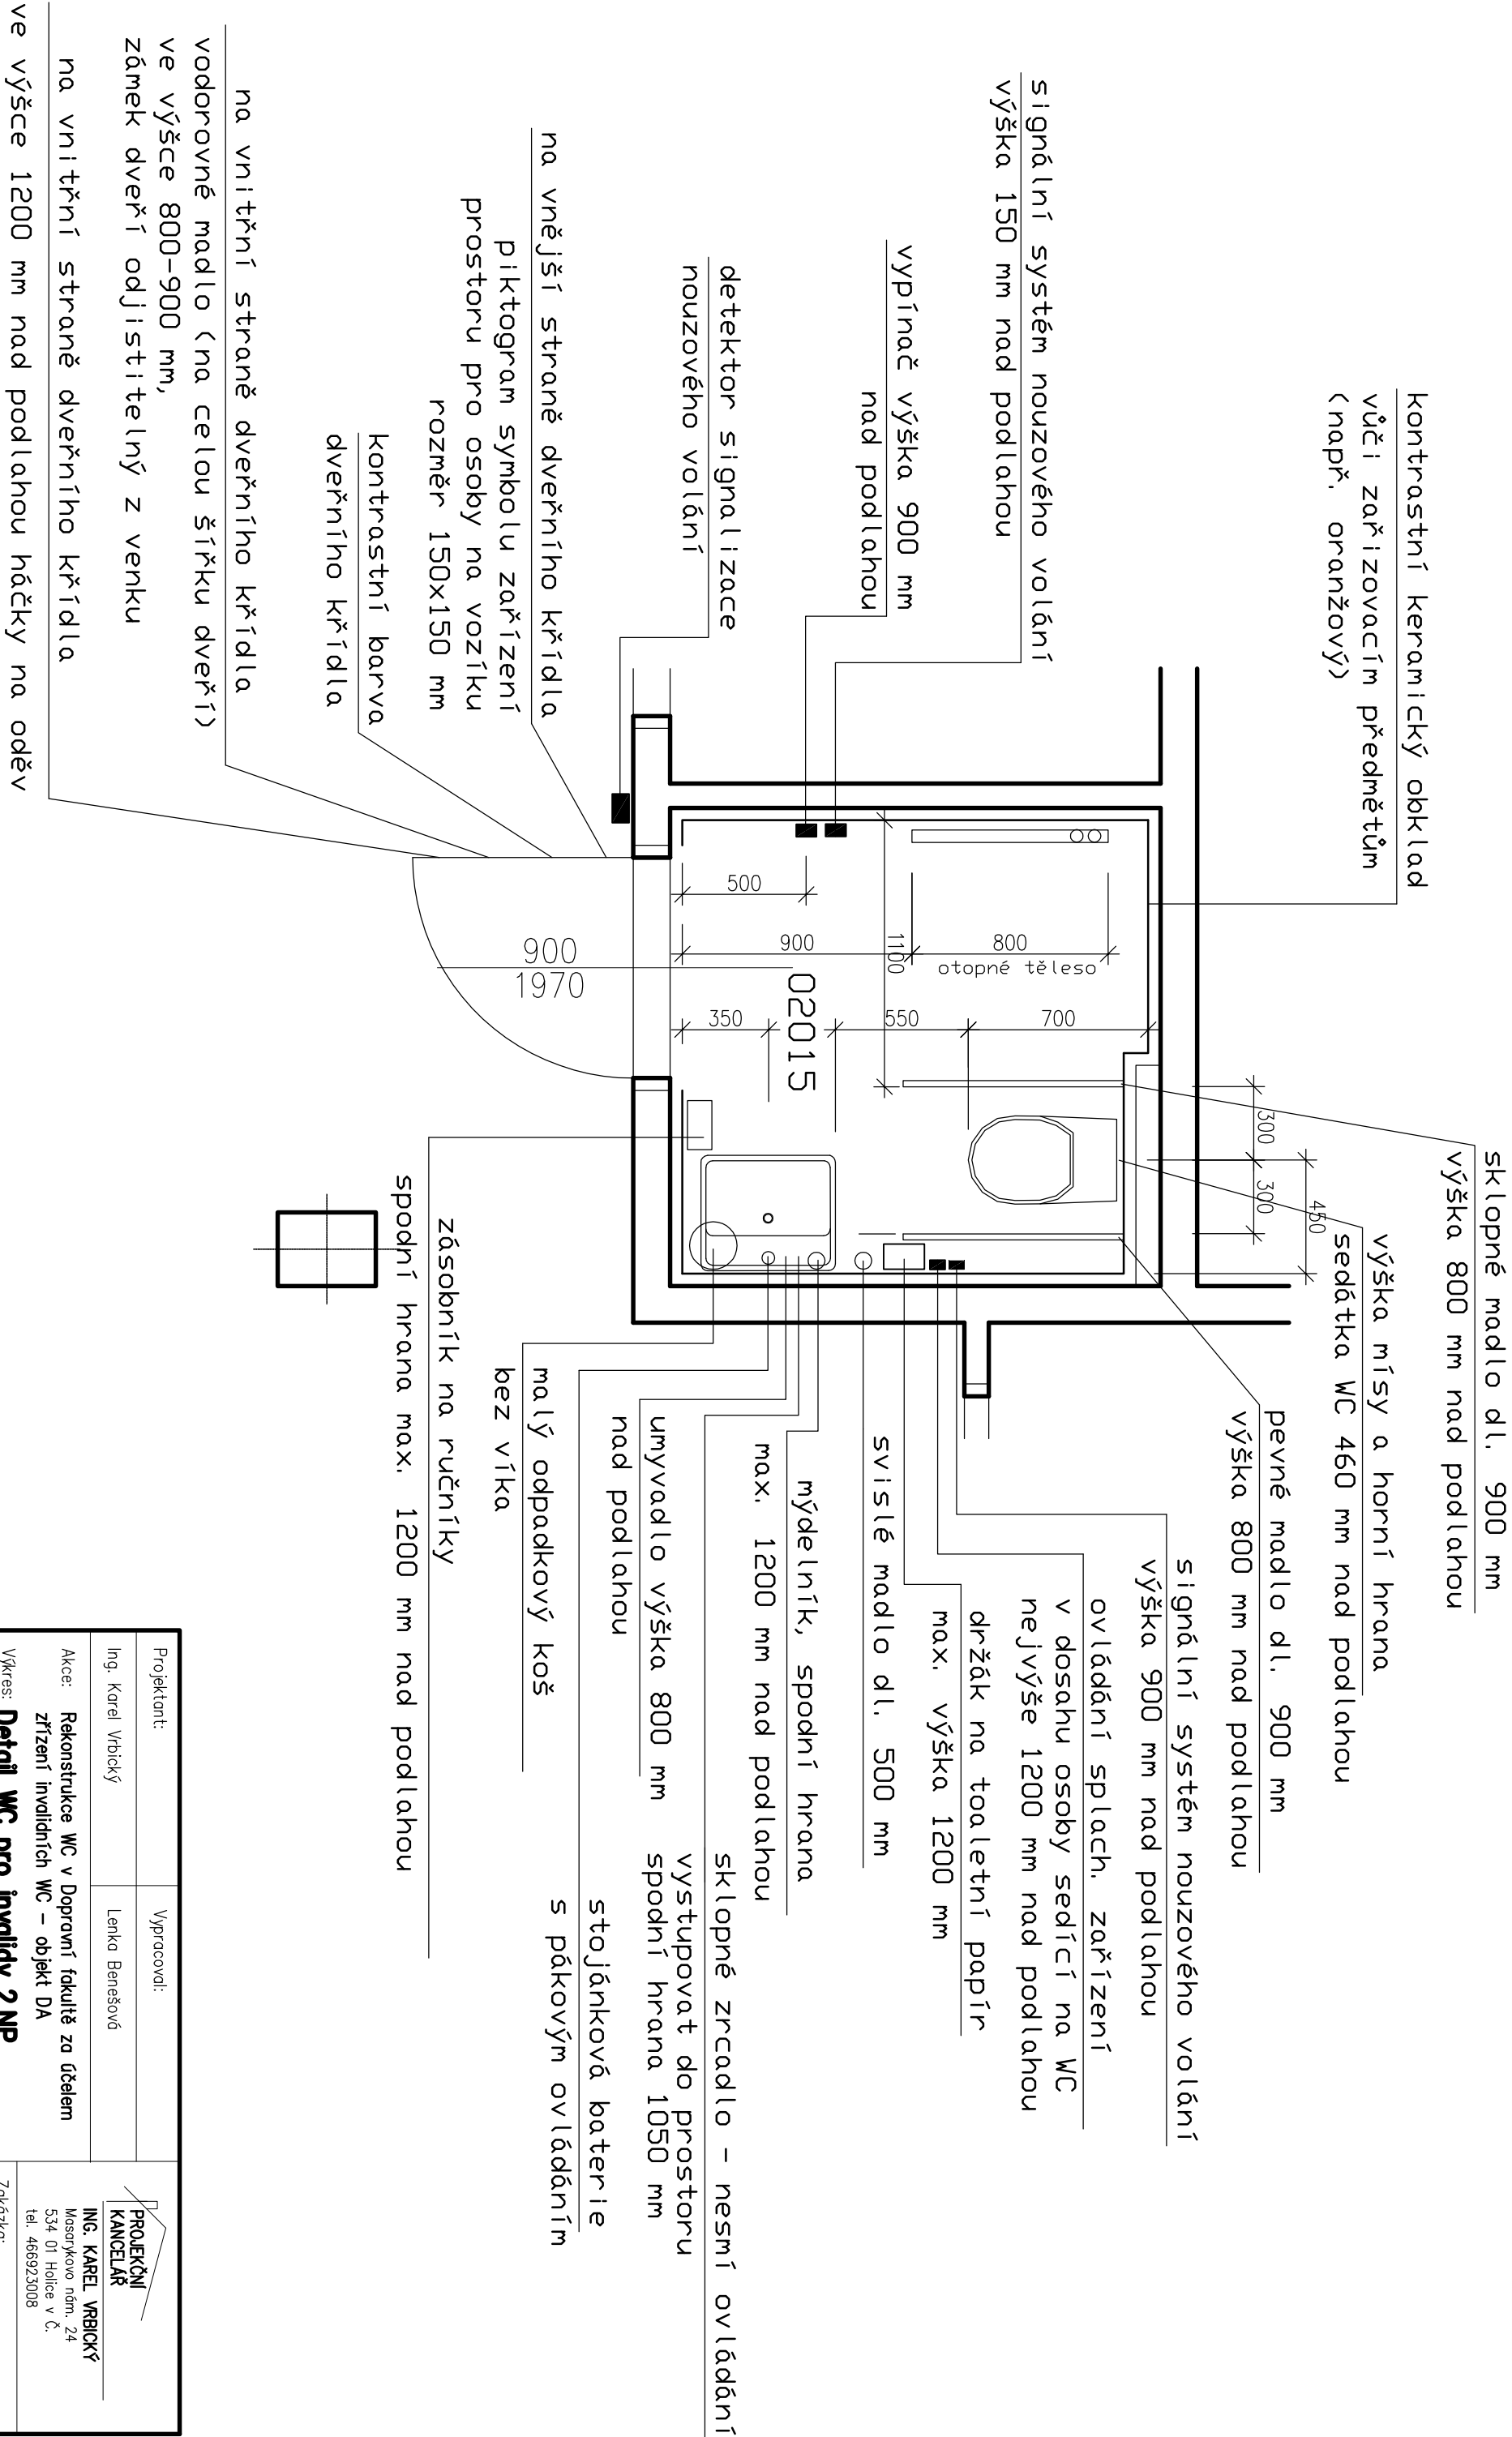 sklopné madlo dl. 900 mm
výška 800 mm nad podlahou
výška mísy a horní hrana
sedátka WC 460 mm nad podlahou
pevné madlo dl. 900 mm
výška 800 mm nad podlahou
signální systém nouzového volání
výška 900 mm nad podlahou
ovládání splach. zařízení
v dosahu osoby sedící na WC
nejvýše 1200 mm nad podlahou
držák na toaletní papír
max. výška 1200 mm
svislé madlo dl. 500 mm
mýdelník, spodní hrana
max. 1200 mm nad podlahou
sklopné zrcadlo - nesmí ovládání
vystupovat do prostoru
spodní hrana 1050 mm
umyvadlo výška 800 mm
nad podlahou
stojánková baterie
s pákovým ovládáním
malý odpadkový koš
bez víka
zásobník na ručníky
spodní hrana max. 1200 mm nad podlahou
kontrastní keramický obklad
vůči zařizovacím předmětům
(např. oranžový)
signální systém nouzového volání
výška 150 mm nad podlahou
vypínač výška 900 mm
nad podlahou
detektor signalizace
nouzového volání
na vnější straně dveřního křídla
piktogram symbolu zařízení
prostoru pro osoby na vozíku
rozměr 150x150 mm
kontrastní barva
dveřního křídla
na vnitřní straně dveřního křídla
vodorovné madlo (na celou šířku dveří)
ve výšce 800-900 mm,
zámek dveří odjistitelný z venku
na vnitřní straně dveřního křídla
ve výšce 1200 mm nad podlahou háčky na oděv
450
300
300
1100
500
900
800
otopné těleso
350
550
700
02015
900
1970
Projektant:
Vypracoval:
Ing. Karel Vrbický
Lenka Benešová
Akce: Rekonstrukce WC v Dopravní fakultě za účelem
zřízení invalidních WC - objekt DA
Výkres: Detail WC pro invalidy 2.NP
PROJEKČNÍ
KANCELÁŘ
ING. KAREL VRBICKÝ
Masarykovo nám. 24
534 01 Holice v Č.
tel. 466923008
Zakázka: